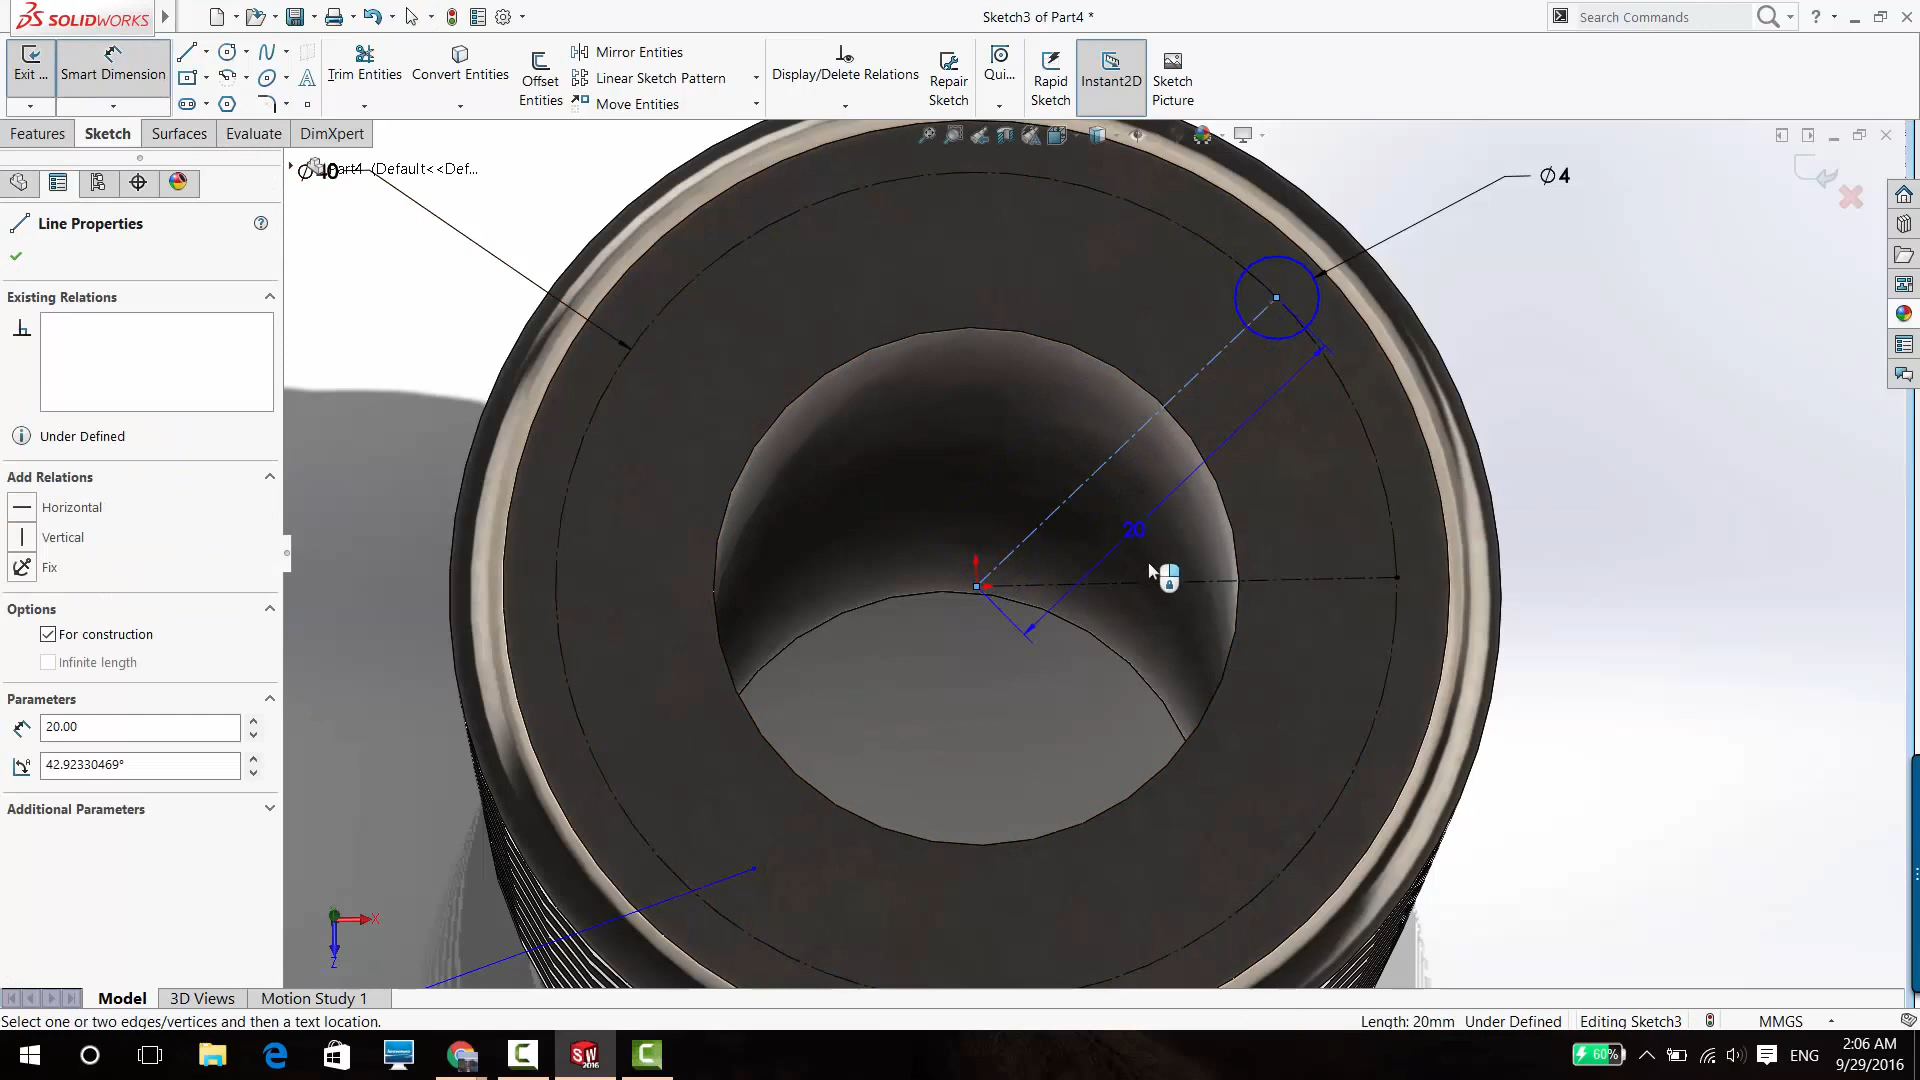 SOLIDWORKS
Sketch3 of Part4 *
Search Commands
Exit ...
Smart Dimension
Trim Entities
Convert Entities
Offset Entities
Mirror Entities
Linear Sketch Pattern
Move Entities
Display/Delete Relations
Repair Sketch
Qui...
Rapid Sketch
Instant2D
Sketch Picture
Features
Sketch
Surfaces
Evaluate
DimXpert
Part4 (Default<<Def...
Ø40
Ø4
20
Line Properties
Existing Relations
Under Defined
Add Relations
Horizontal
Vertical
Fix
Options
For construction
Infinite length
Parameters
20.00
42.92330469°
Additional Parameters
X
Z
Model
3D Views
Motion Study 1
Select one or two edges/vertices and then a text location.
Length: 20mm
Under Defined
Editing Sketch3
MMGS
SW
2016
60%
ENG
2:06 AM
9/29/2016